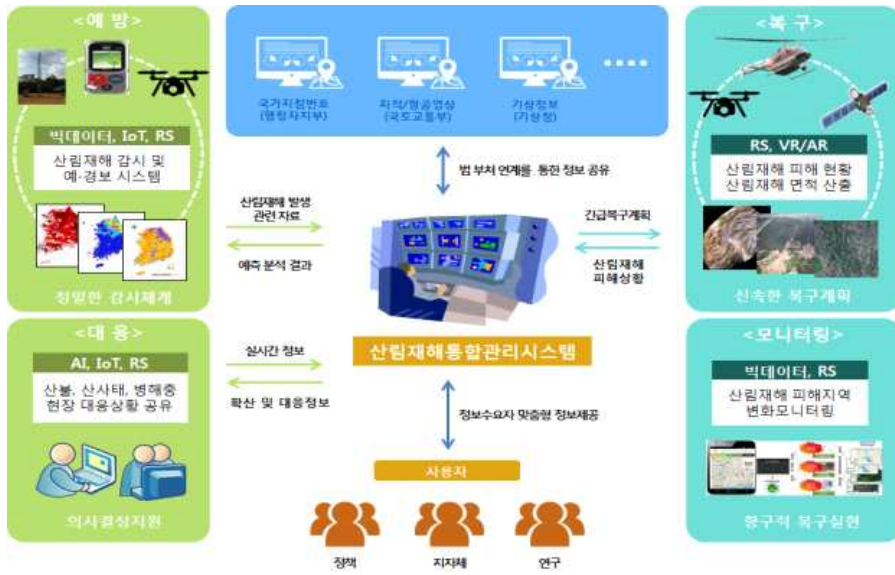 <예 방>
빅데이터, IoT, RS
산림재해 감시 및
예·경보 시스템
정밀한 감시체계
<대 응>
AI, IoT, RS
산불, 산사태, 병해충
현장 대응상황 공유
의사결정지원
국가지점번호
(행정자치부)
지적/항공영상
(국토교통부)
기상정보
(기상청)
범 부처 연계를 통한 정보 공유
산림재해 발생
관련 자료
예측 분석 결과
긴급복구계획
산림재해
피해상황
실시간 정보
확산 및 대응정보
산림재해통합관리시스템
정보수요자 맞춤형 정보제공
사용자
정책
지자체
연구
<복 구>
RS, VR/AR
산림재해 피해 현황
산림재해 면적 산출
신속한 복구계획
<모니터링>
빅데이터, RS
산림재해 피해지역
변화모니터링
항구적 복구실현